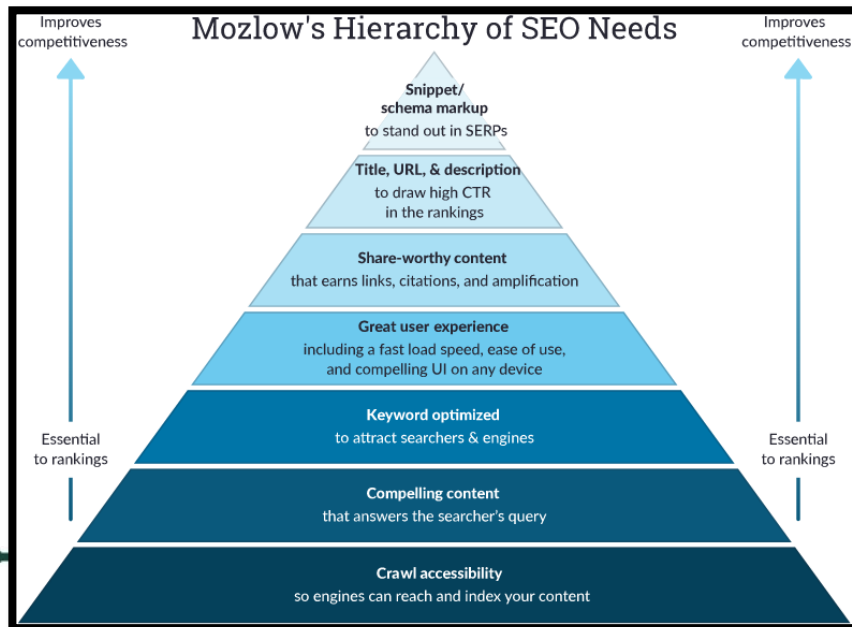 Mozlow's Hierarchy of SEO Needs
Improves
competitiveness
Improves
competitiveness
Snippet/
schema markup
to stand out in SERPs
Title, URL, & description
to draw high CTR
in the rankings
Share-worthy content
that earns links, citations, and amplification
Great user experience
including a fast load speed, ease of use,
and compelling UI on any device
Keyword optimized
to attract searchers & engines
Essential
to rankings
Essential
to rankings
Compelling content
that answers the searcher's query
Crawl accessibility
so engines can reach and index your content